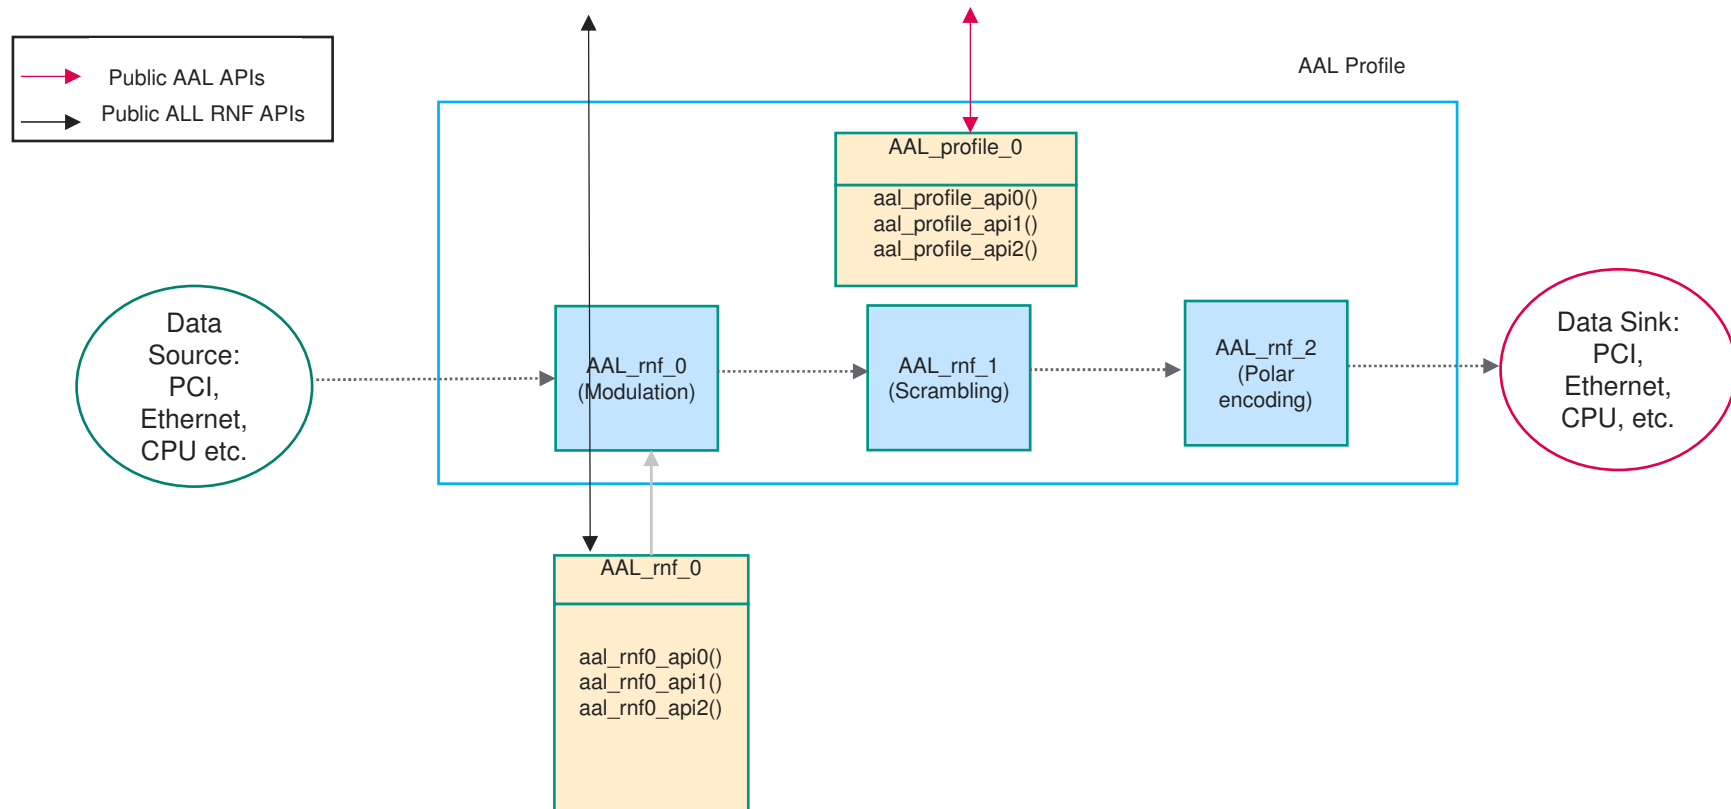 Public AAL APIs
Public ALL RNF APIs
AAL Profile
AAL_profile_0
aal_profile_api0()
aal_profile_api1()
aal_profile_api2()
Data
Source:
PCI,
Ethernet,
CPU etc.
AAL_rnf_0
(Modulation)
AAL_rnf_1
(Scrambling)
AAL_rnf_2
(Polar
encoding)
Data Sink:
PCI,
Ethernet,
CPU, etc.
AAL_rnf_0
aal_rnf0_api0()
aal_rnf0_api1()
aal_rnf0_api2()